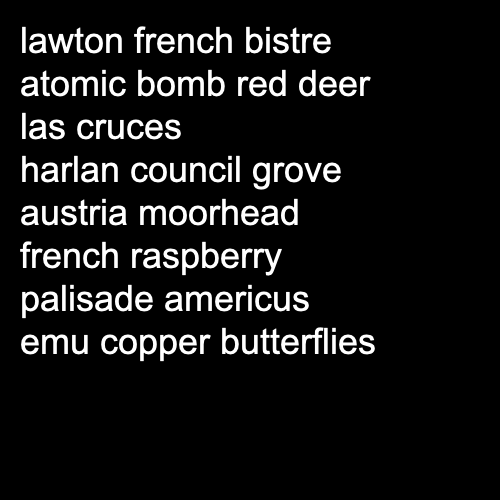 lawton french bistre
atomic bomb red deer
las cruces
harlan council grove
austria moorhead
french raspberry
palisade americus
emu copper butterflies